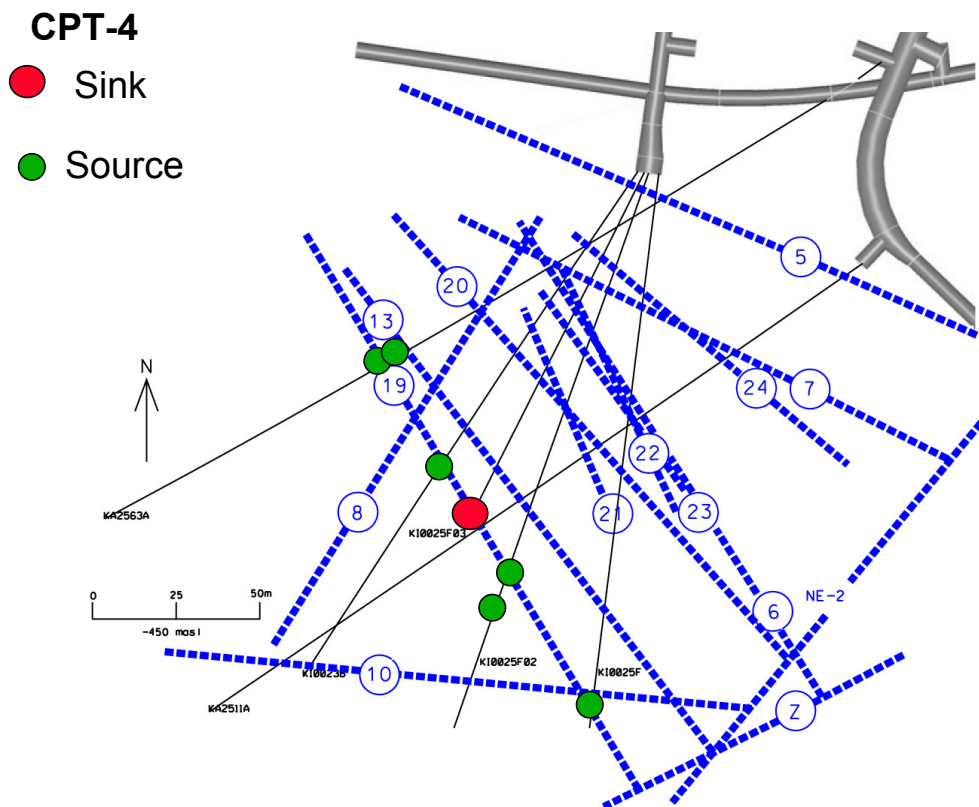 CPT-4
Sink
Source
5
20
13
N
19
24
7
22
8
21
23
KA2563A
KI0025F03
0 25 50m
-450 masl
6
NE-2
KI0025F02
KI0023B
10
KI0025F
KA2511A
Z